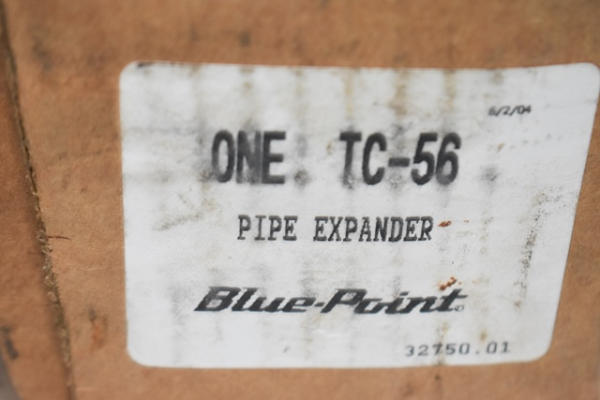 6/2/04
ONE. TC-56
PIPE EXPANDER
Blue-Point®
32750.01